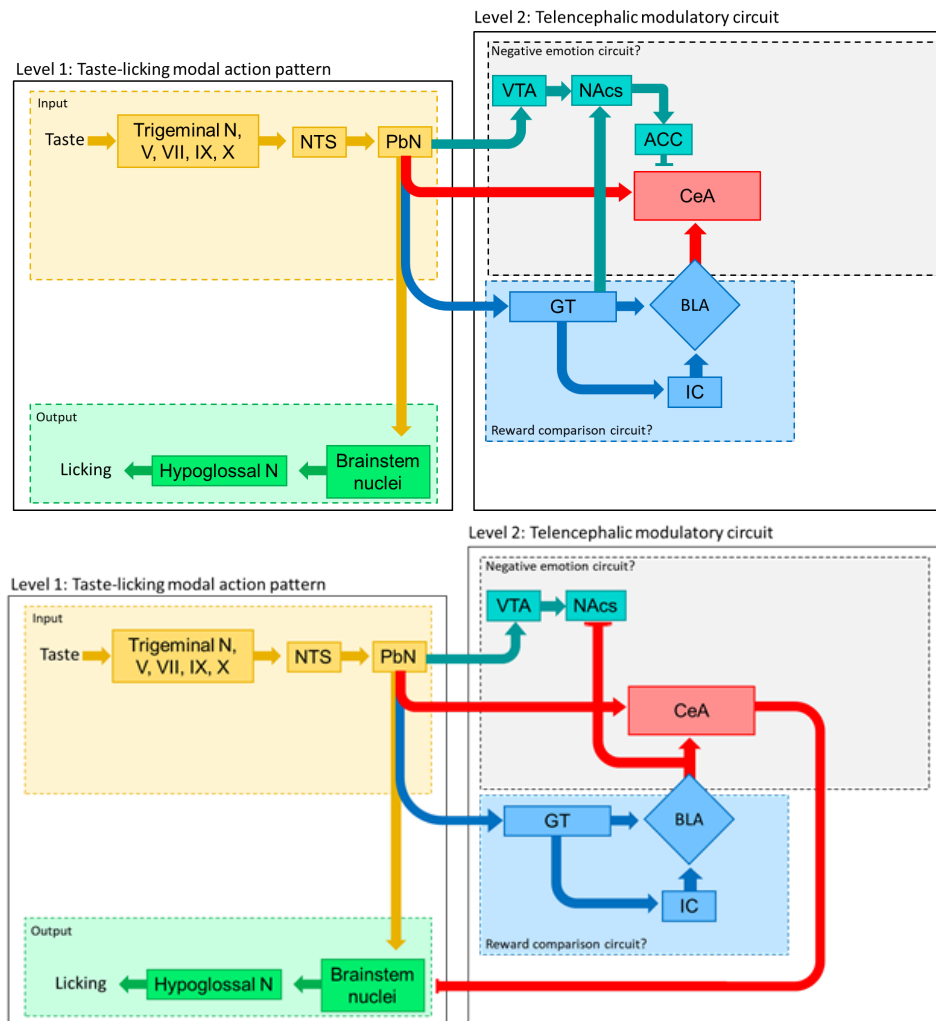 Level 2: Telencephalic modulatory circuit
Negative emotion circuit?
Level 1: Taste-licking modal action pattern
Input
Taste
Trigeminal N,
V, VII, IX, X
NTS
PbN
VTA
NAcs
ACC
CeA
GT
BLA
IC
Reward comparison circuit?
Output
Licking
Hypoglossal N
Brainstem
nuclei
Level 2: Telencephalic modulatory circuit
Negative emotion circuit?
Level 1: Taste-licking modal action pattern
Input
Taste
Trigeminal N,
V, VII, IX, X
NTS
PbN
VTA
NAcs
CeA
GT
BLA
IC
Reward comparison circuit?
Output
Licking
Hypoglossal N
Brainstem
nuclei